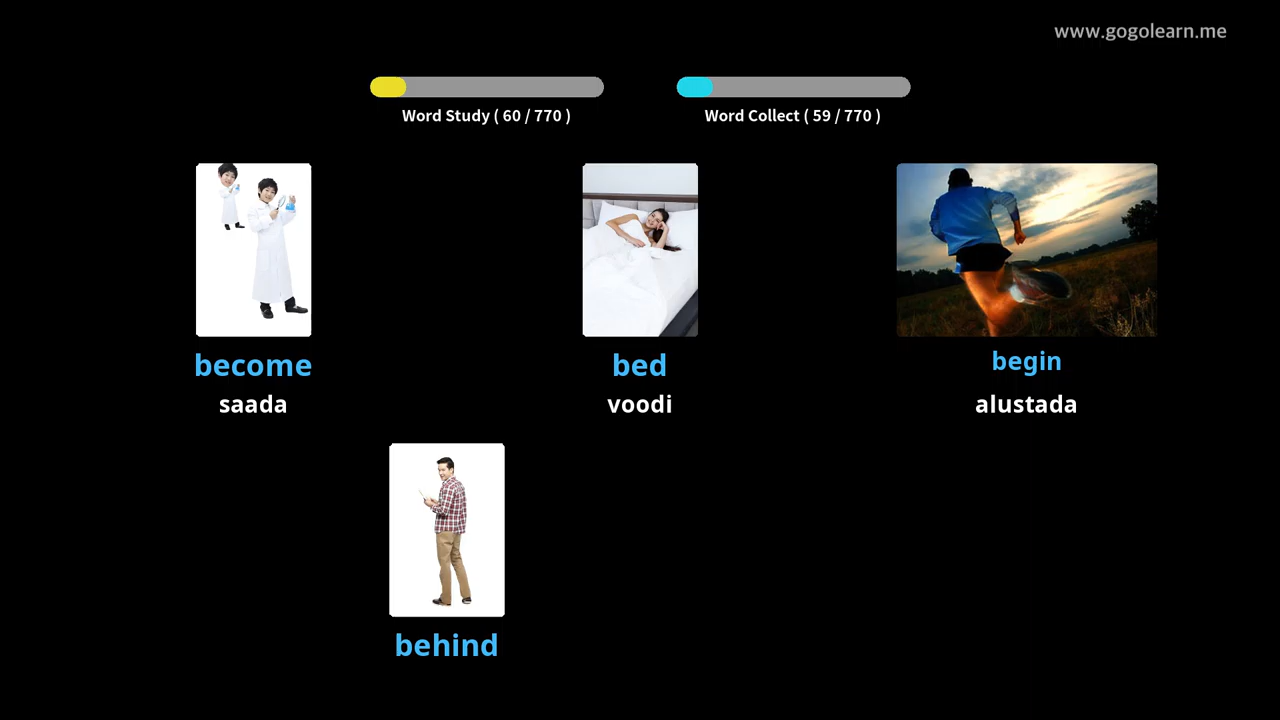 www.gogolearn.me
Word Study ( 60 / 770 )
Word Collect ( 59 / 770 )
become
bed
begin
saada
voodi
alustada
behind